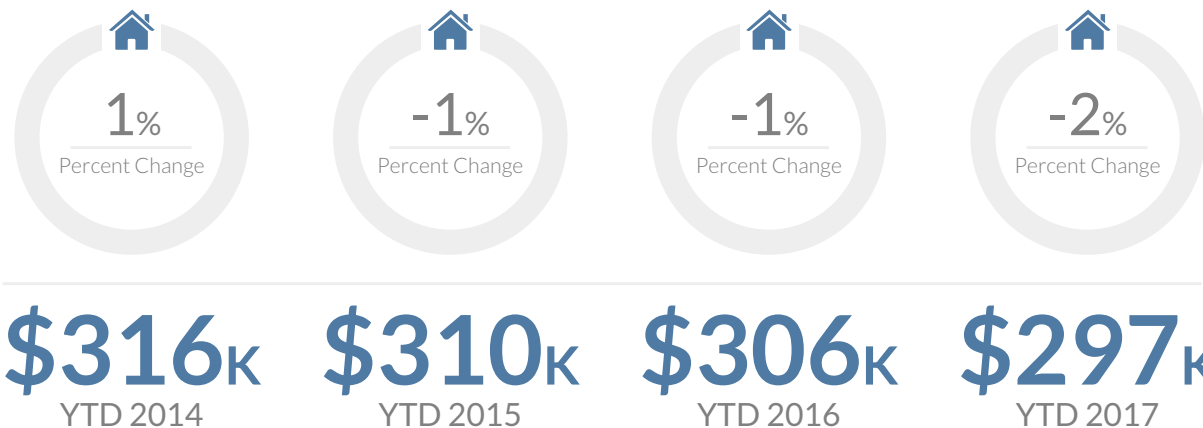 1% -1% -1% -2%
Percent Change Percent Change Percent Change Percent Change
$316K $310K $306K $297K
YTD 2014 YTD 2015 YTD 2016 YTD 2017